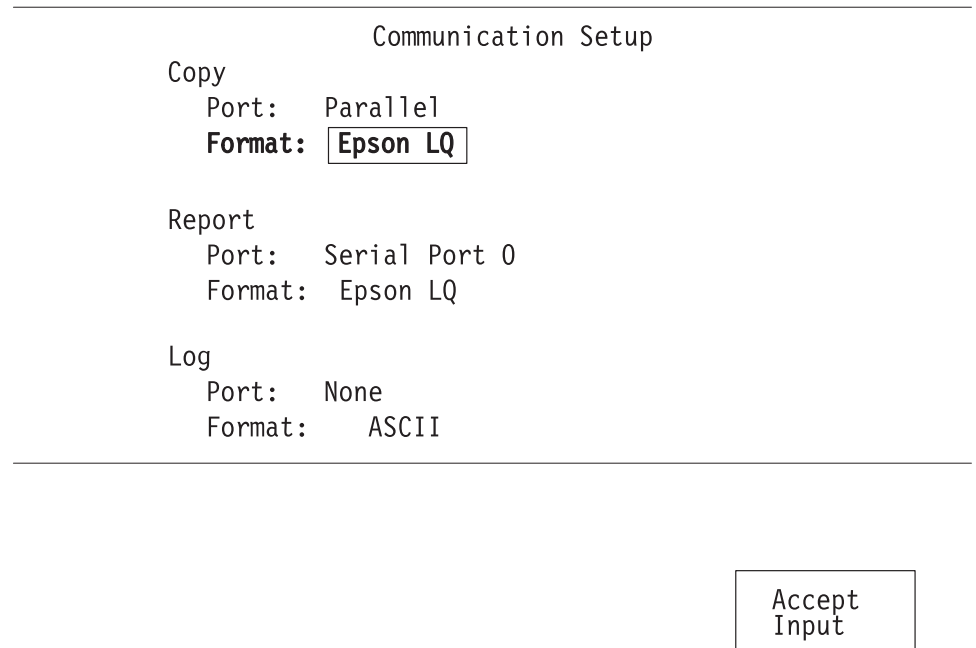 Communication Setup
Copy
Port: Parallel
Format: Epson LQ
Report
Port: Serial Port 0
Format: Epson LQ
Log
Port: None
Format: ASCII
Accept
Input